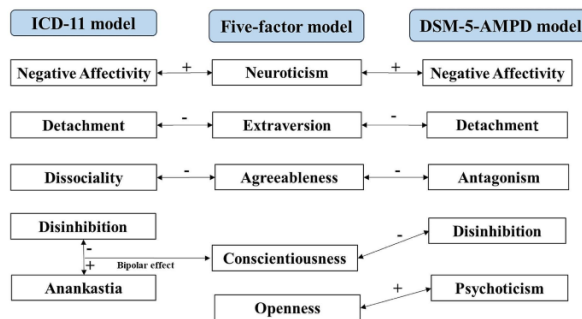 ICD-11 model
Five-factor model
DSM-5-AMPD model
Negative Affectivity
+
Neuroticism
+
Negative Affectivity
Detachment
-
Extraversion
-
Detachment
Dissociality
-
Agreeableness
-
Antagonism
Disinhibition
-
+
Bipolar effect
Anankastia
Conscientiousness
-
Disinhibition
Openness
+
Psychoticism